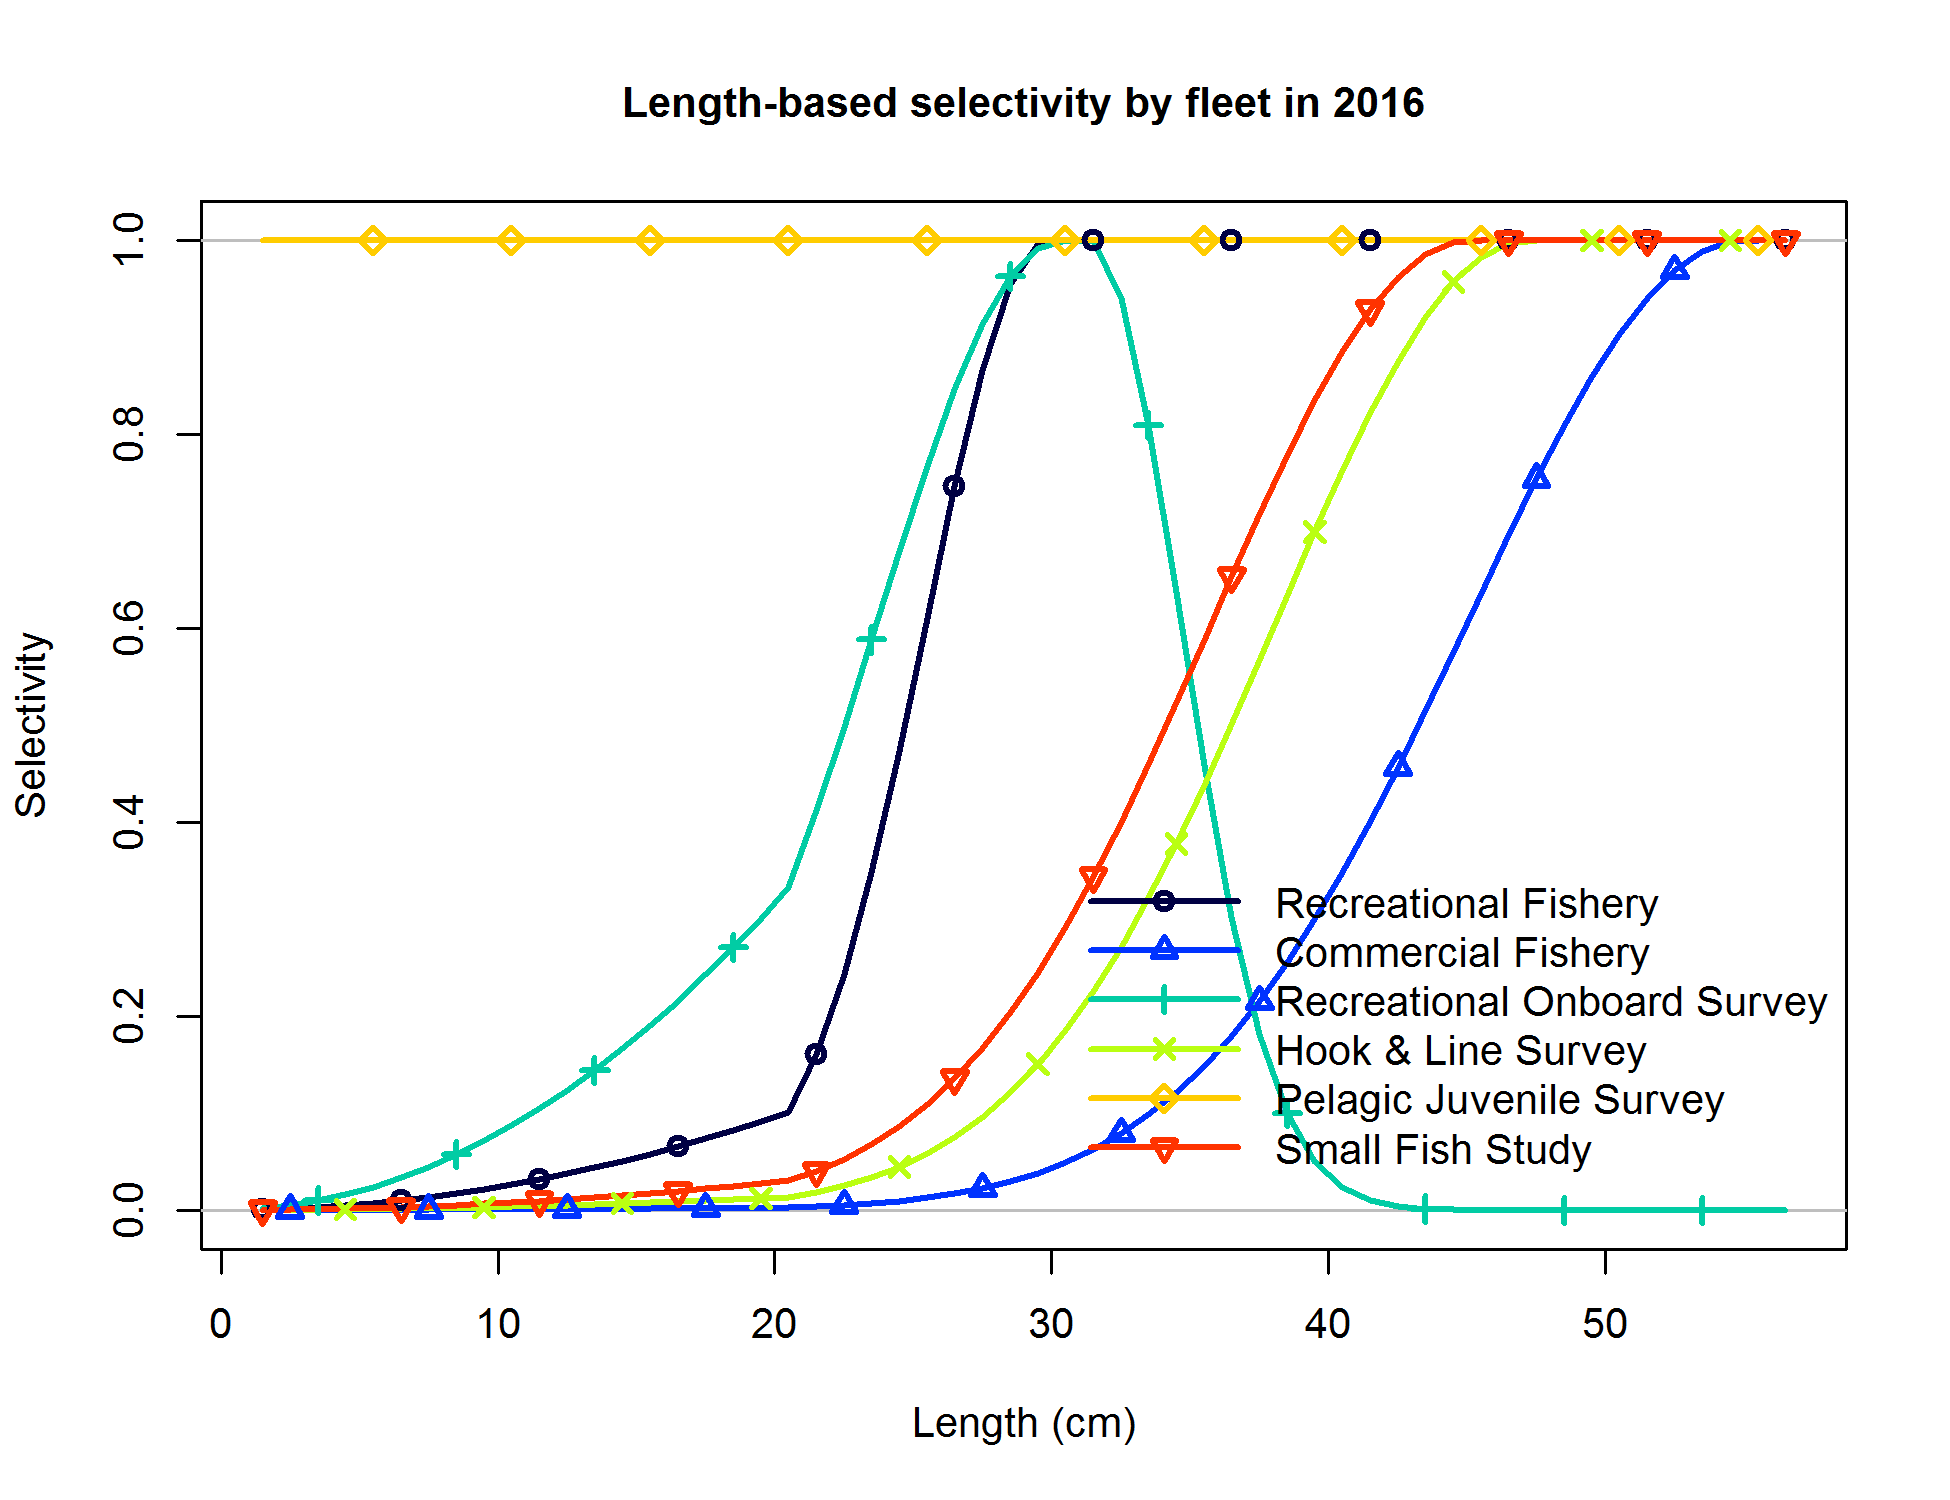 Length-based selectivity by fleet in 2016
Selectivity
1.0
0.8
0.6
0.4
0.2
0.0
Recreational Fishery
Commercial Fishery
Recreational Onboard Survey
Hook & Line Survey
Pelagic Juvenile Survey
Small Fish Study
0 10 20 30 40 50
Length (cm)